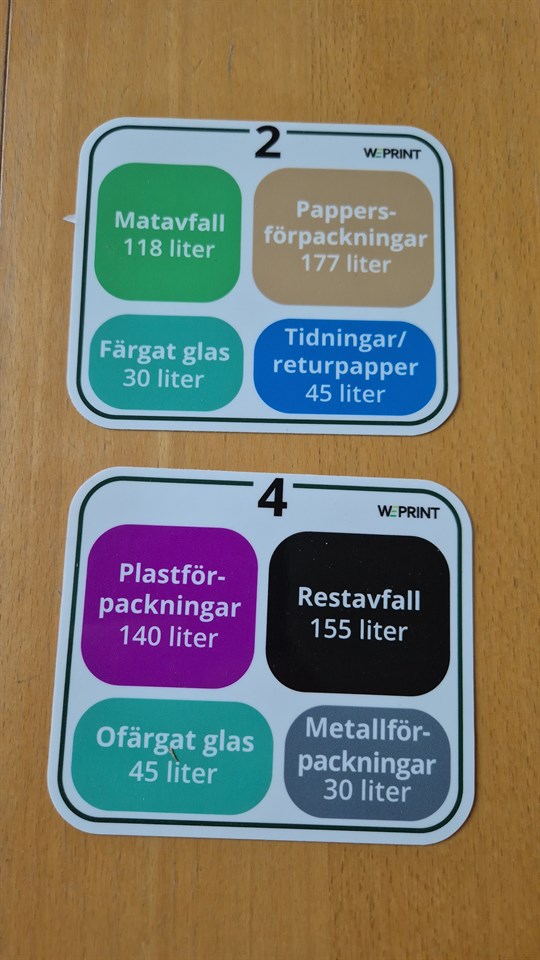 2
WEPRINT
Matavfall
118 liter
Pappers-
förpackningar
177 liter
Färgat glas
30 liter
Tidningar/
returpapper
45 liter
4
WEPRINT
Plastför-
packningar
140 liter
Restavfall
155 liter
Ofärgat glas
45 liter
Metallför-
packningar
30 liter